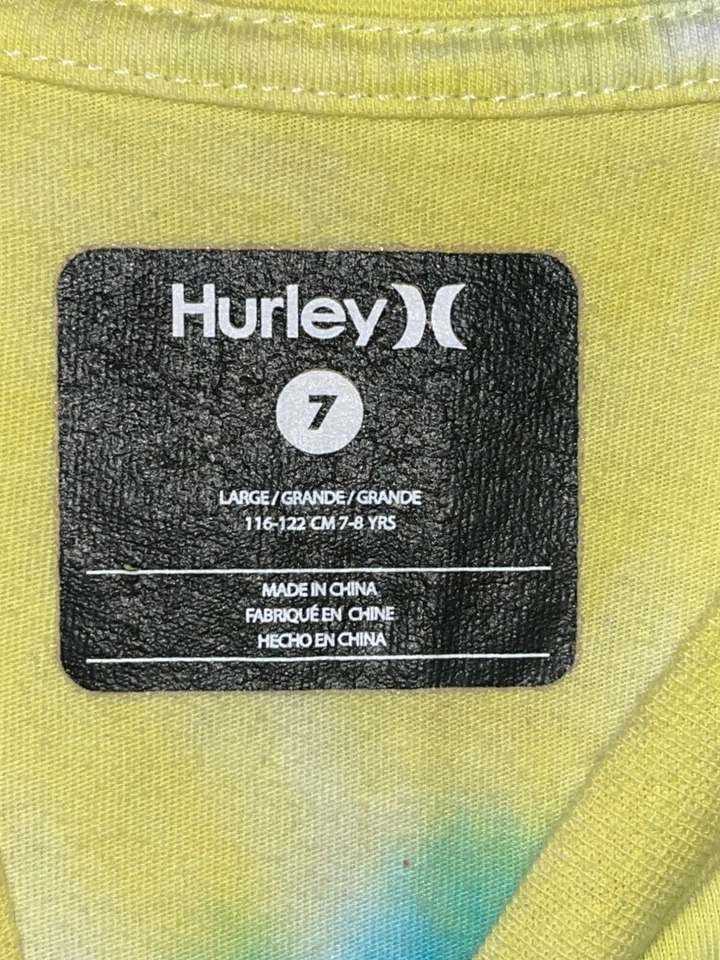 Hurley
7
LARGE / GRANDE / GRANDE
116-122 CM 7-8 YRS
MADE IN CHINA
FABRIQUÉ EN CHINE
HECHO EN CHINA